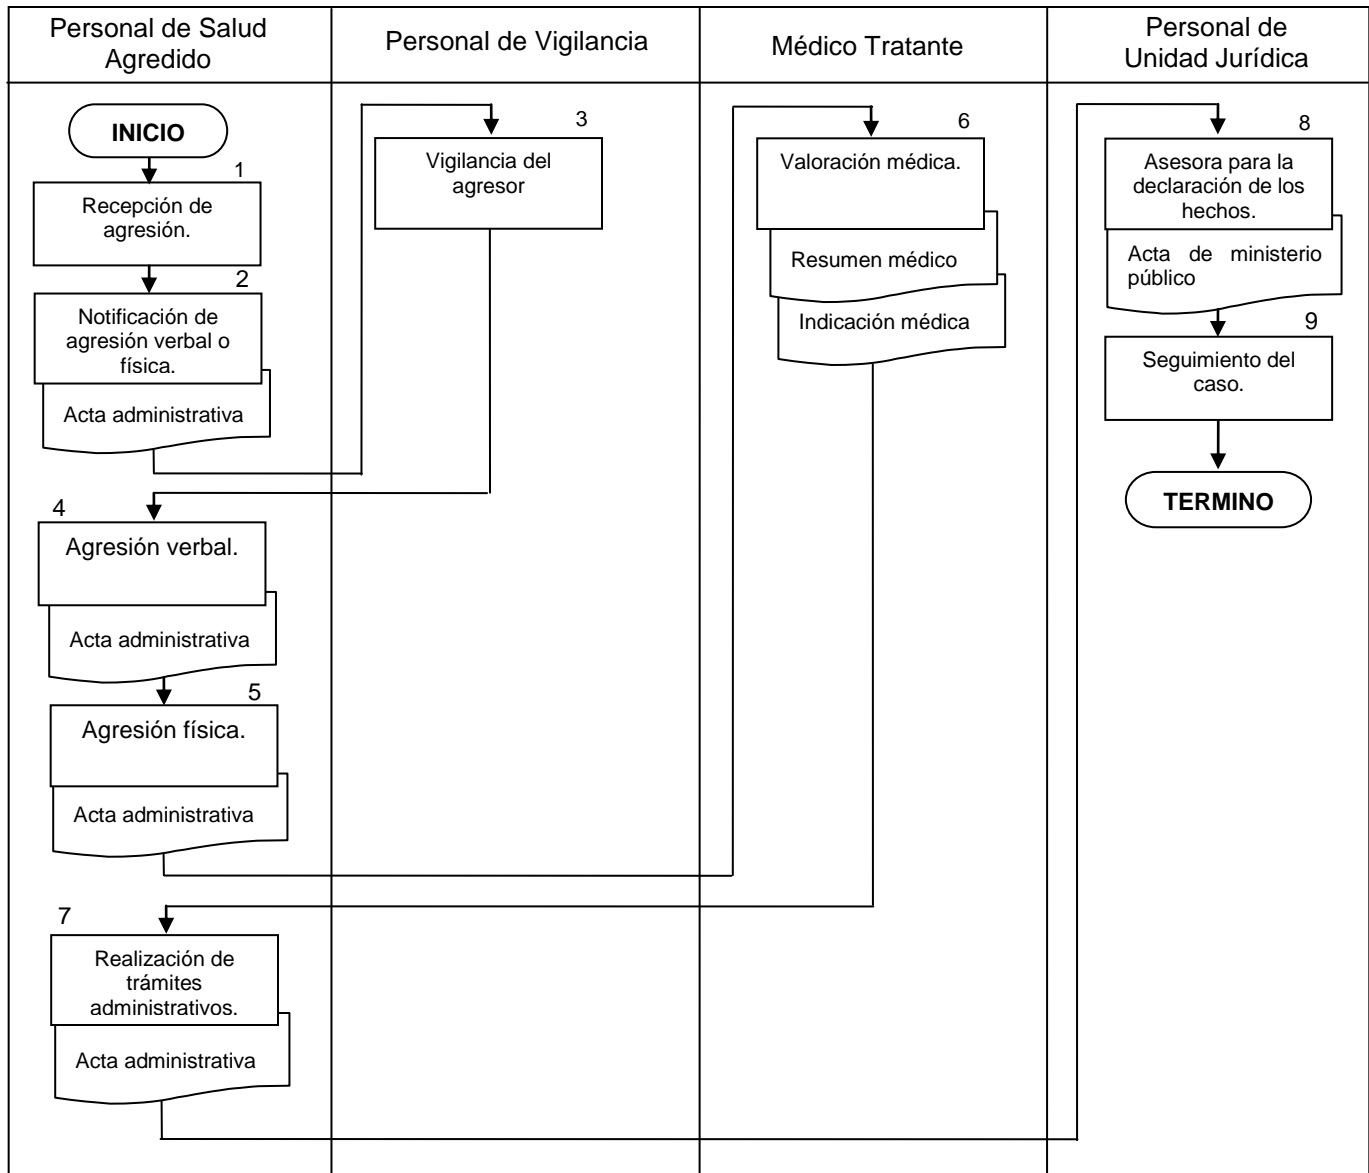 Personal de Salud
Agredido
Personal de Vigilancia
Médico Tratante
Personal de
Unidad Jurídica
INICIO
1
Recepción de
agresión.
2
Notificación de
agresión verbal o
física.
Acta administrativa
3
Vigilancia del
agresor
4
Agresión verbal.
Acta administrativa
5
Agresión física.
Acta administrativa
6
Valoración médica.
Resumen médico
Indicación médica
7
Realización de
trámites
administrativos.
Acta administrativa
8
Asesora para la
declaración de los
hechos.
Acta de ministerio
público
9
Seguimiento del
caso.
TERMINO